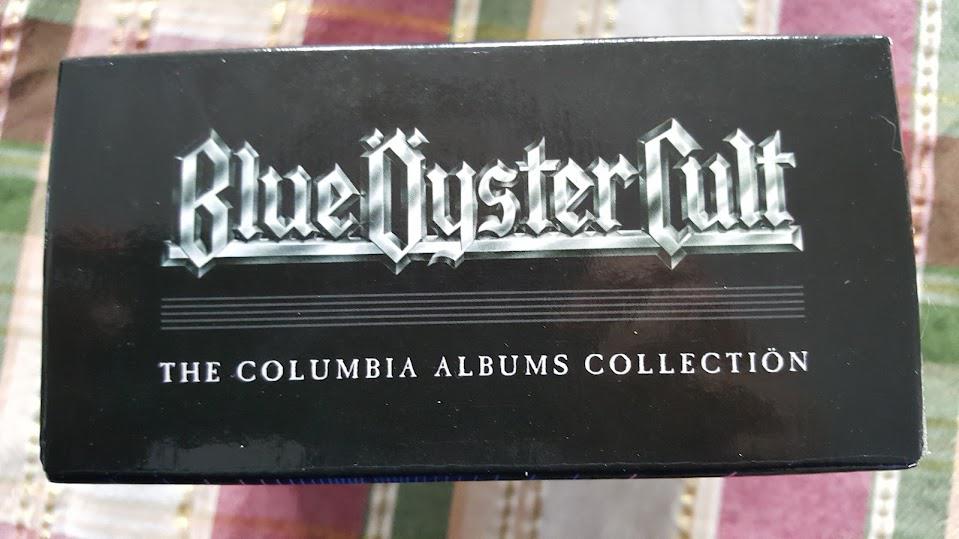 Blue Öyster Cult
THE COLUMBIA ALBUMS COLLECTIÖN